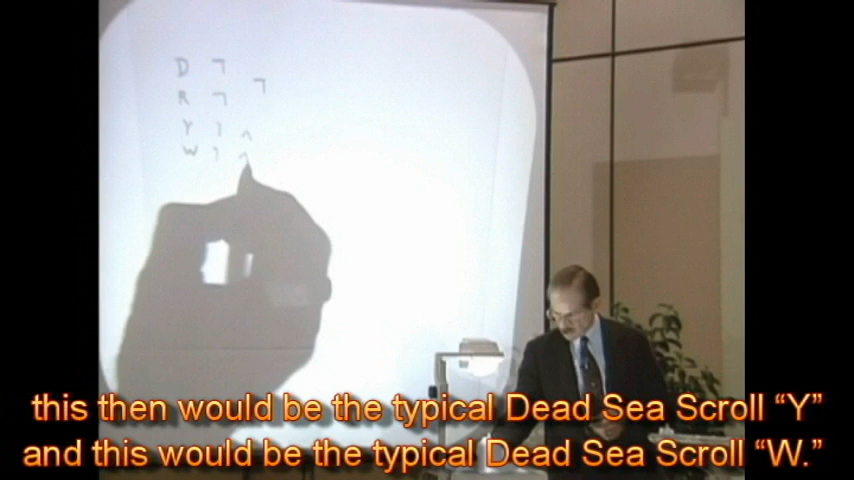 D ㄱ ㄱ
R ㄱ
Y
W
this then would be the typical Dead Sea Scroll “Y”
and this would be the typical Dead Sea Scroll “W.”